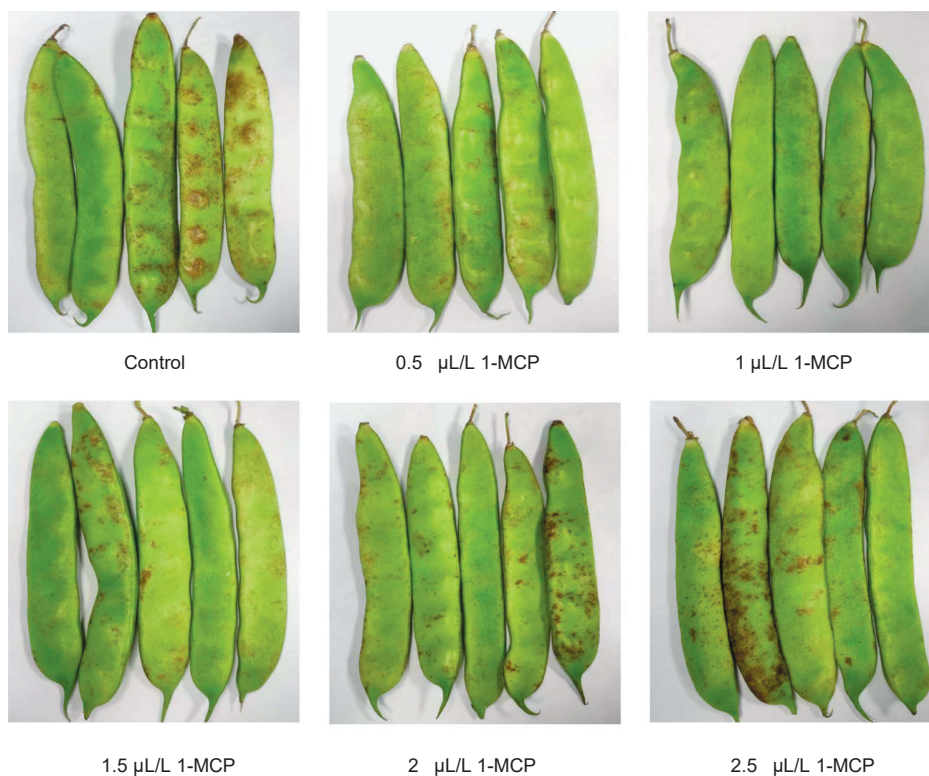 Control
0.5 µL/L 1-MCP
1 µL/L 1-MCP
1.5 µL/L 1-MCP
2 µL/L 1-MCP
2.5 µL/L 1-MCP